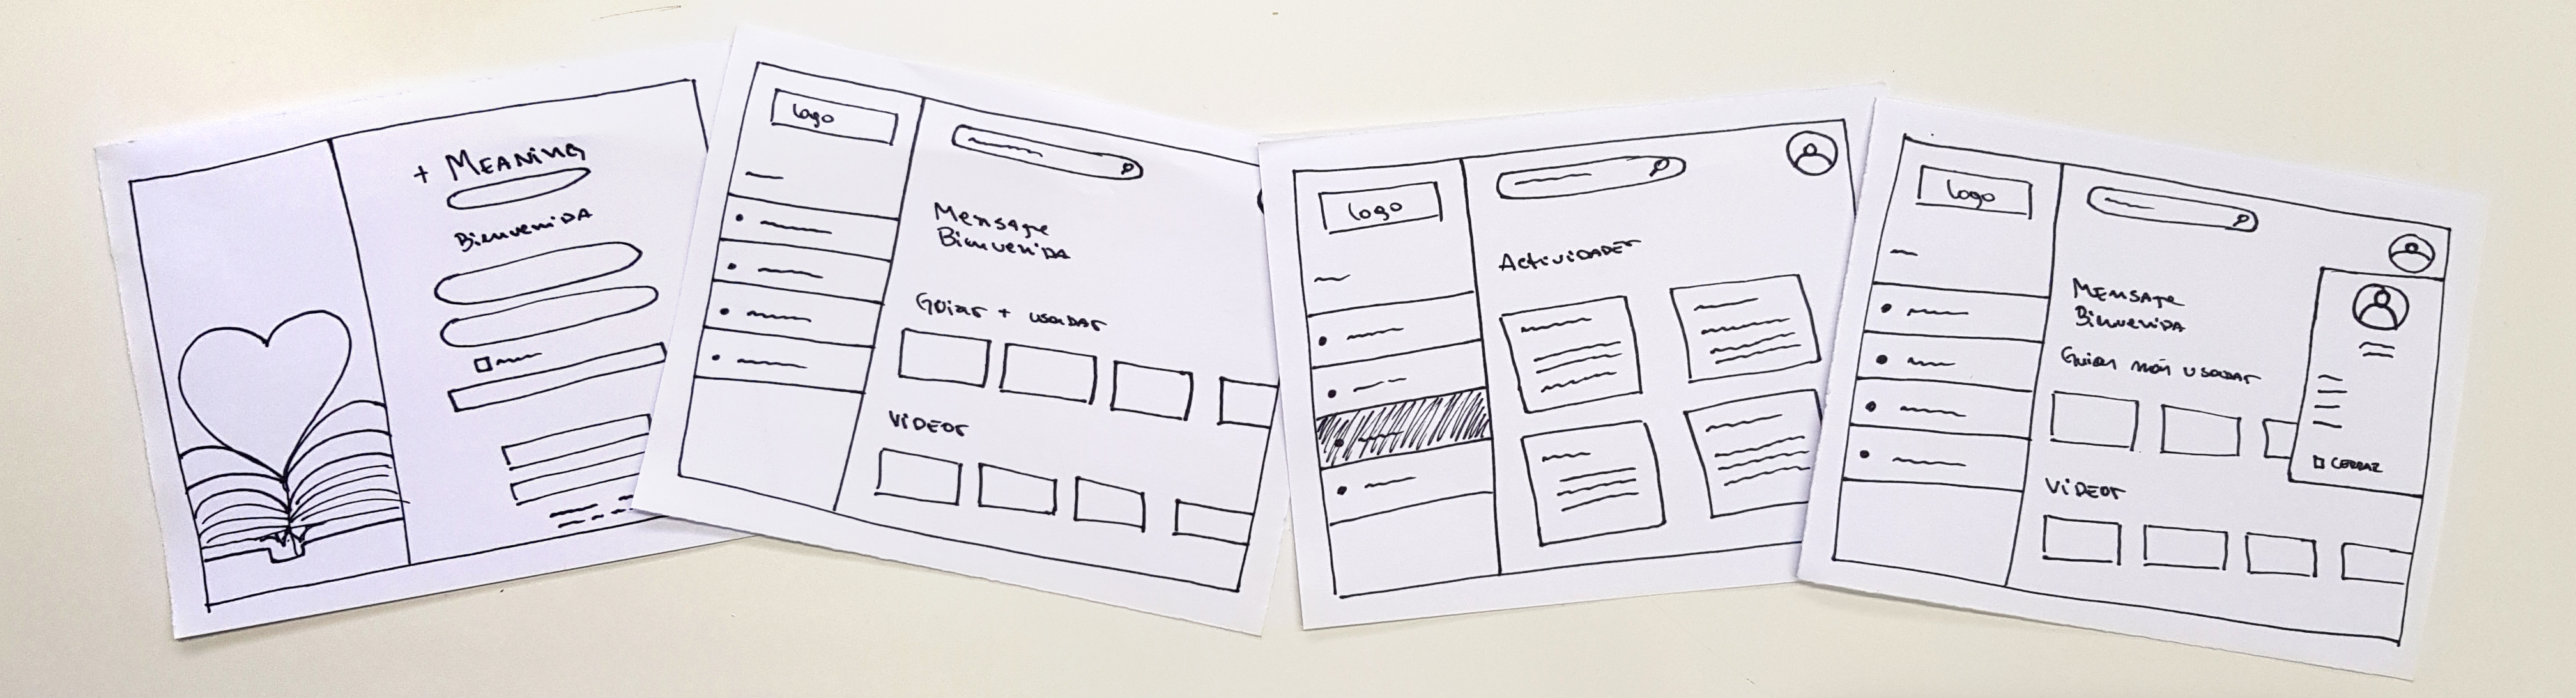 + MEANING
BienveniDA
Logo
Mensaje
BienveniDA
Guias + usadas
ViDEOS
Logo
ActiviDADES
Logo
MENSAJE
BienveniDA
Guias más usadas
ViDEOS
CERRAR